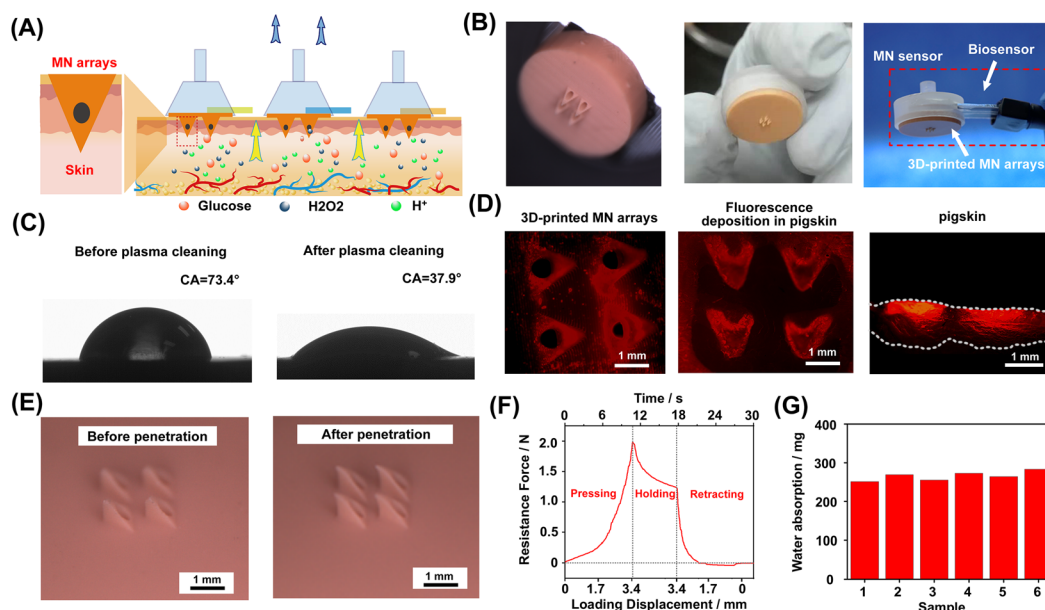 (A)
MN arrays
Skin
Glucose
H2O2
H+
(B)
MN sensor
Biosensor
3D-printed MN arrays
(C)
Before plasma cleaning
CA=73.4°
After plasma cleaning
CA=37.9°
(D)
3D-printed MN arrays
1 mm
Fluorescence
deposition in pigskin
1 mm
pigskin
1 mm
(E)
Before penetration
1 mm
After penetration
1 mm
(F)
Time / s
0 6 12 18 24 30
Resistance Force / N
2.0
1.5
1.0
0.5
0
Pressing
Holding
Retracting
0 1.7 3.4 3.4 1.7 0
Loading Displacement / mm
(G)
Water absorption / mg
400
300
200
100
0
1 2 3 4 5 6
Sample